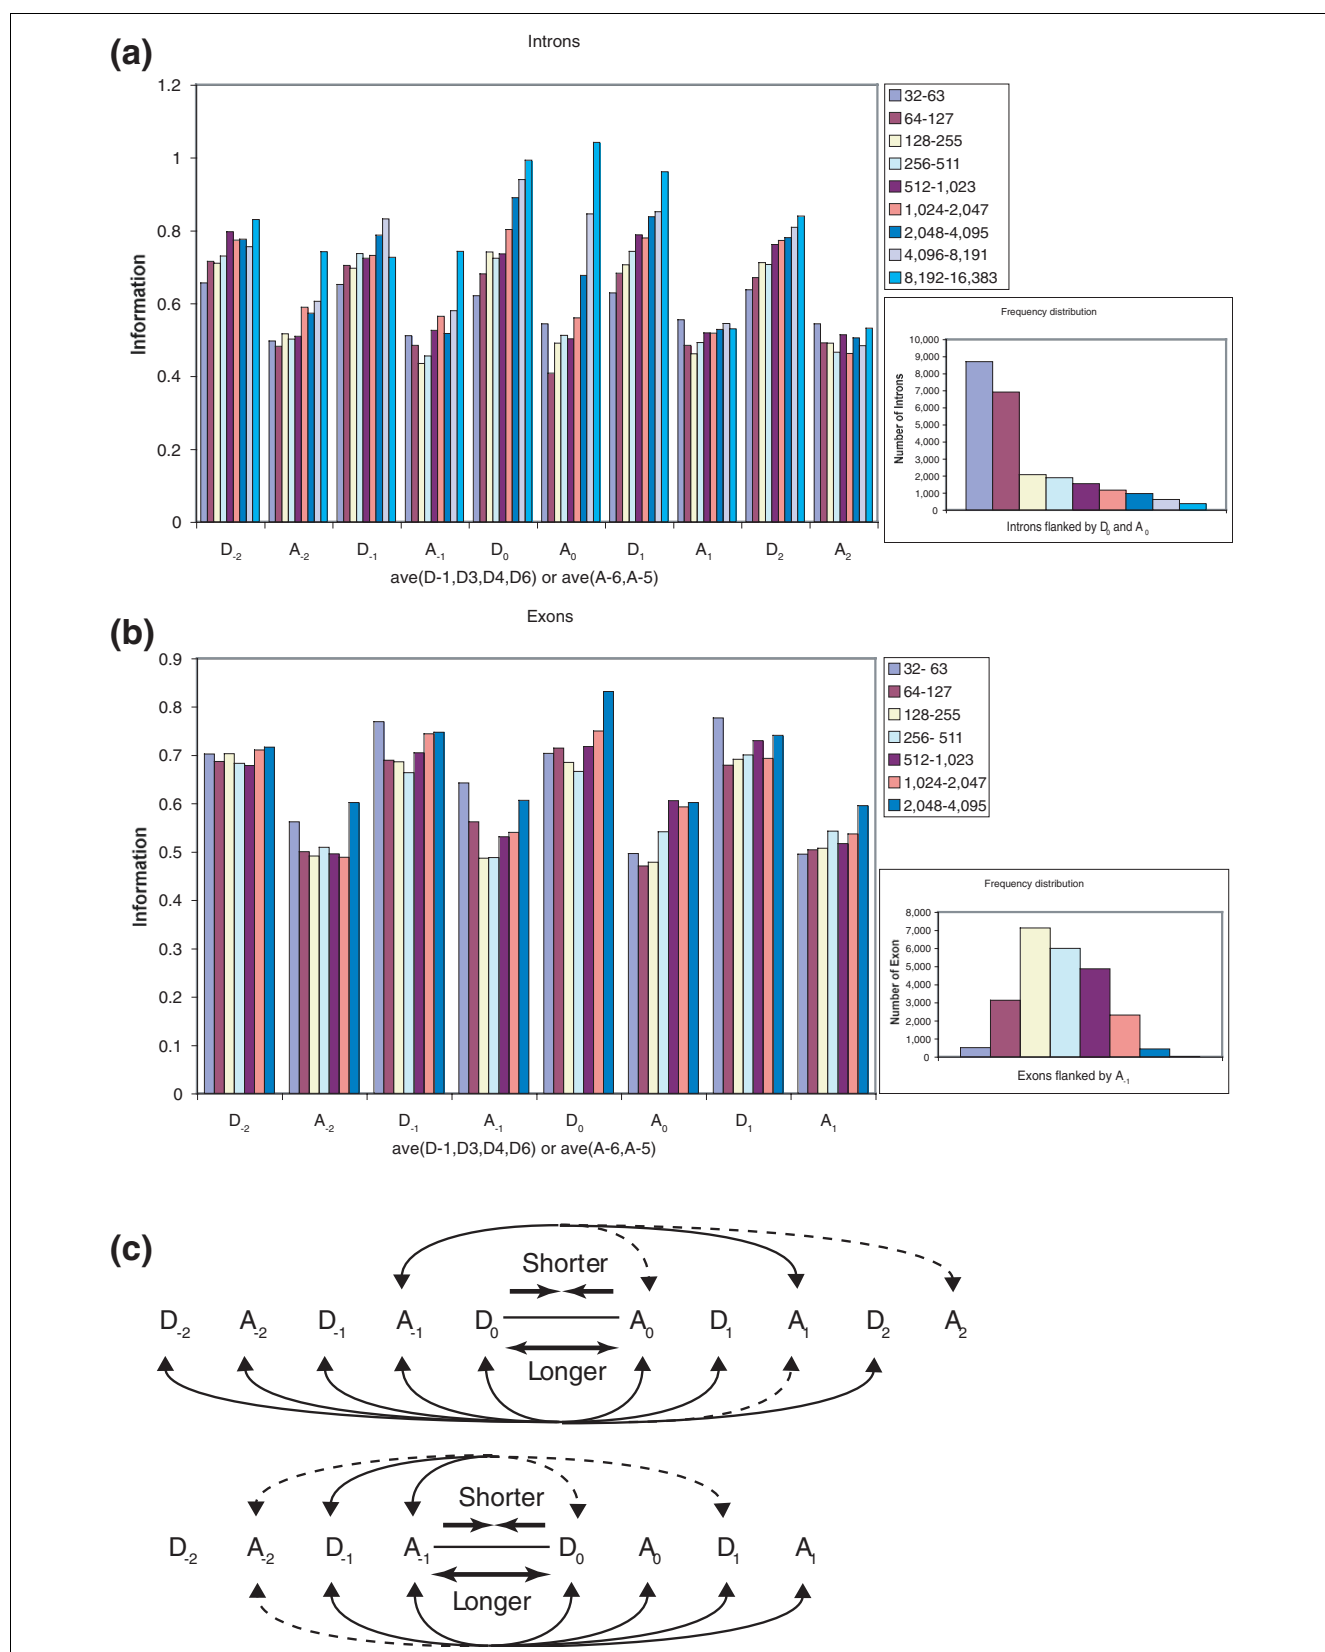 (a)
Introns
1.2
1
0.8
0.6
0.4
0.2
0
Information
D-2 A-2 D-1 A-1 D0 A0 D1 A1 D2 A2
ave(D-1,D3,D4,D6) or ave(A-6,A-5)
32-63
64-127
128-255
256-511
512-1,023
1,024-2,047
2,048-4,095
4,096-8,191
8,192-16,383
Frequency distribution
10,000
9,000
8,000
7,000
6,000
5,000
4,000
3,000
2,000
1,000
0
Number of Introns
Introns flanked by D0 and A0
(b)
Exons
0.9
0.8
0.7
0.6
0.5
0.4
0.3
0.2
0.1
0
Information
D-2 A-2 D-1 A-1 D0 A0 D1 A1
ave(D-1,D3,D4,D6) or ave(A-6,A-5)
32- 63
64-127
128-255
256- 511
512-1,023
1,024-2,047
2,048-4,095
Frequency distribution
8,000
7,000
6,000
5,000
4,000
3,000
2,000
1,000
0
Number of Exon
Exons flanked by A-1
(c)
Shorter
D-2 A-2 D-1 A-1 D0 A0 D1 A1 D2 A2
Longer
Shorter
D-2 A-2 D-1 A-1 D0 A0 D1 A1
Longer